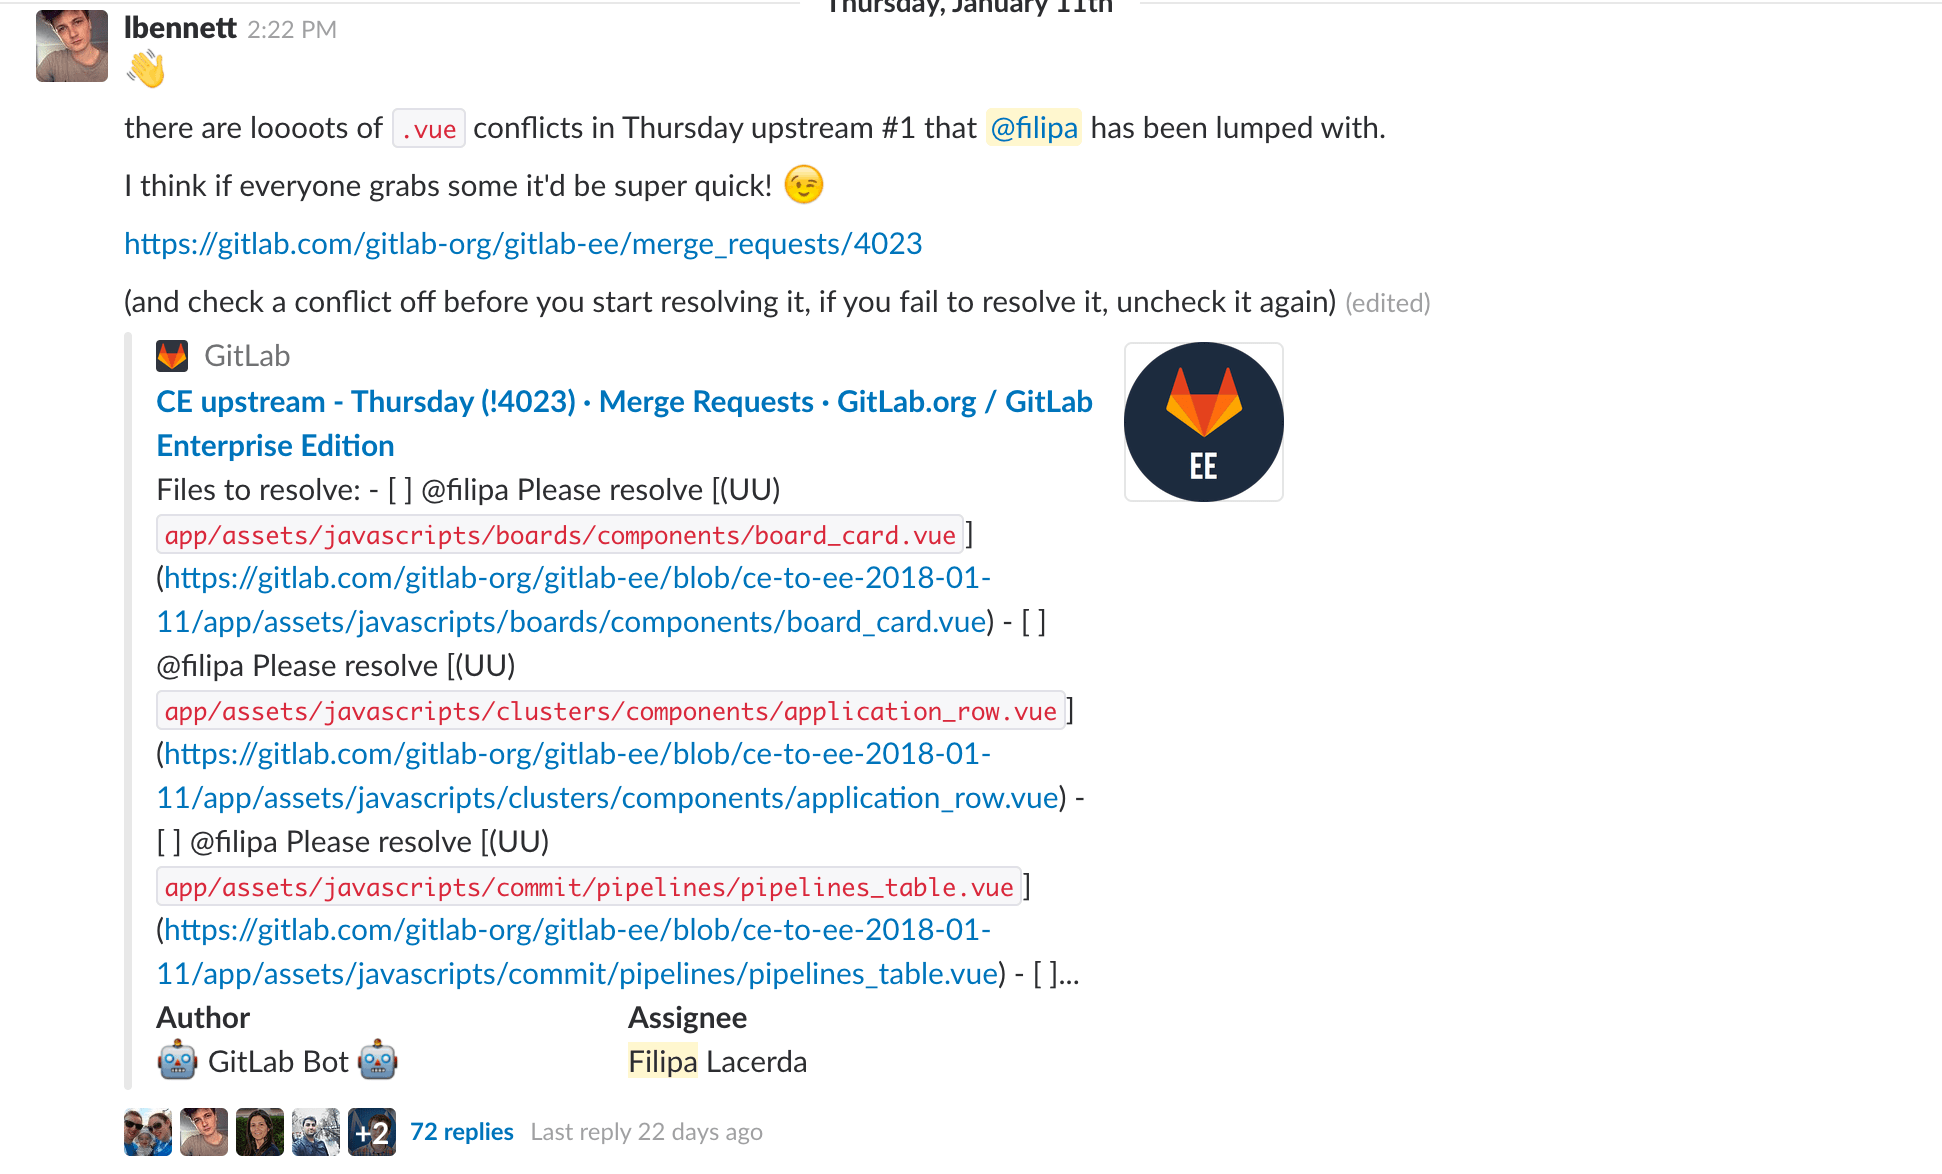 Thursday, January 11th
lbennett 2:22 PM
there are loooots of .vue conflicts in Thursday upstream #1 that @filipa has been lumped with.
I think if everyone grabs some it'd be super quick!
https://gitlab.com/gitlab-org/gitlab-ee/merge_requests/4023
(and check a conflict off before you start resolving it, if you fail to resolve it, uncheck it again) (edited)
GitLab
CE upstream - Thursday (!4023) · Merge Requests · GitLab.org / GitLab
Enterprise Edition
EE
Files to resolve: - [ ] @filipa Please resolve [(UU)
app/assets/javascripts/boards/components/board_card.vue]
(https://gitlab.com/gitlab-org/gitlab-ee/blob/ce-to-ee-2018-01-
11/app/assets/javascripts/boards/components/board_card.vue) - [ ]
@filipa Please resolve [(UU)
app/assets/javascripts/clusters/components/application_row.vue]
(https://gitlab.com/gitlab-org/gitlab-ee/blob/ce-to-ee-2018-01-
11/app/assets/javascripts/clusters/components/application_row.vue) -
[ ] @filipa Please resolve [(UU)
app/assets/javascripts/commit/pipelines/pipelines_table.vue]
(https://gitlab.com/gitlab-org/gitlab-ee/blob/ce-to-ee-2018-01-
11/app/assets/javascripts/commit/pipelines/pipelines_table.vue) - [ ]...
Author Assignee
GitLab Bot Filipa Lacerda
+2 72 replies Last reply 22 days ago